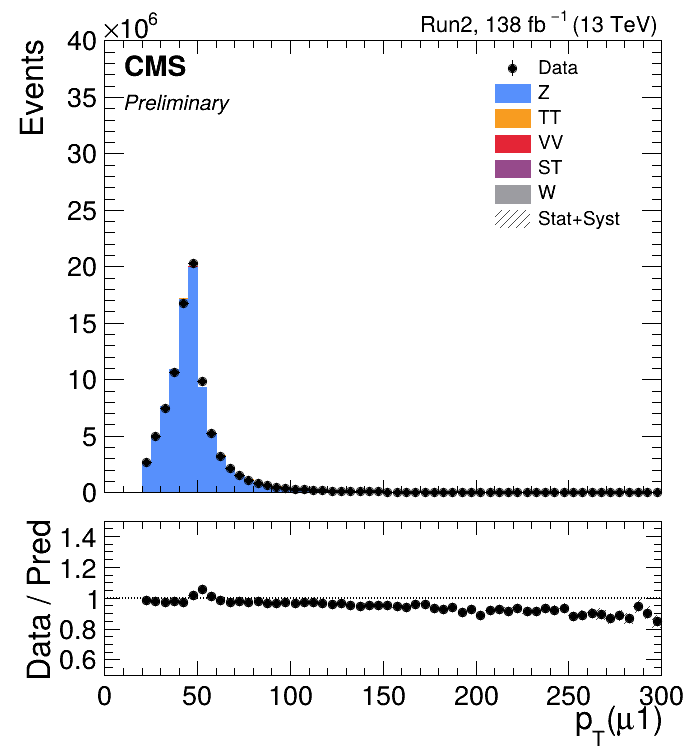 ×10⁶
Run2, 138 fb⁻¹ (13 TeV)
Events
40
35
30
25
20
15
10
5
0
CMS
Preliminary
Data
Z
TT
VV
ST
W
Stat+Syst
Data / Pred
1.4
1.2
1
0.8
0.6
0 50 100 150 200 250 300
p_T(μ1)